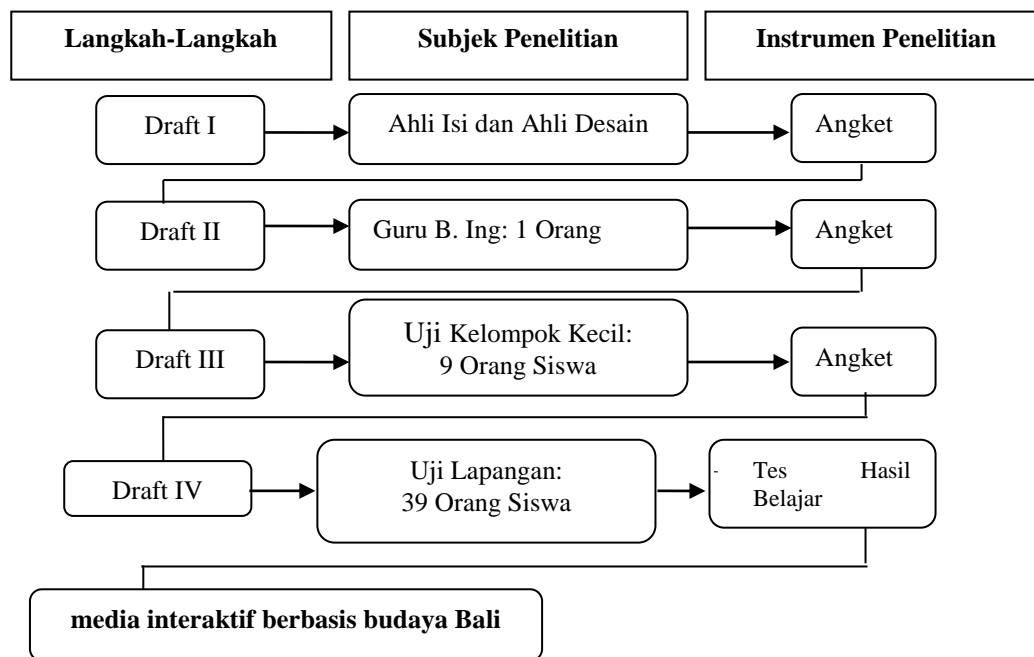 Langkah-Langkah
Subjek Penelitian
Instrumen Penelitian
Draft I
Ahli Isi dan Ahli Desain
Angket
Draft II
Guru B. Ing: 1 Orang
Angket
Draft III
Uji Kelompok Kecil:
9 Orang Siswa
Angket
Draft IV
Uji Lapangan:
39 Orang Siswa
- Tes Hasil
Belajar
media interaktif berbasis budaya Bali